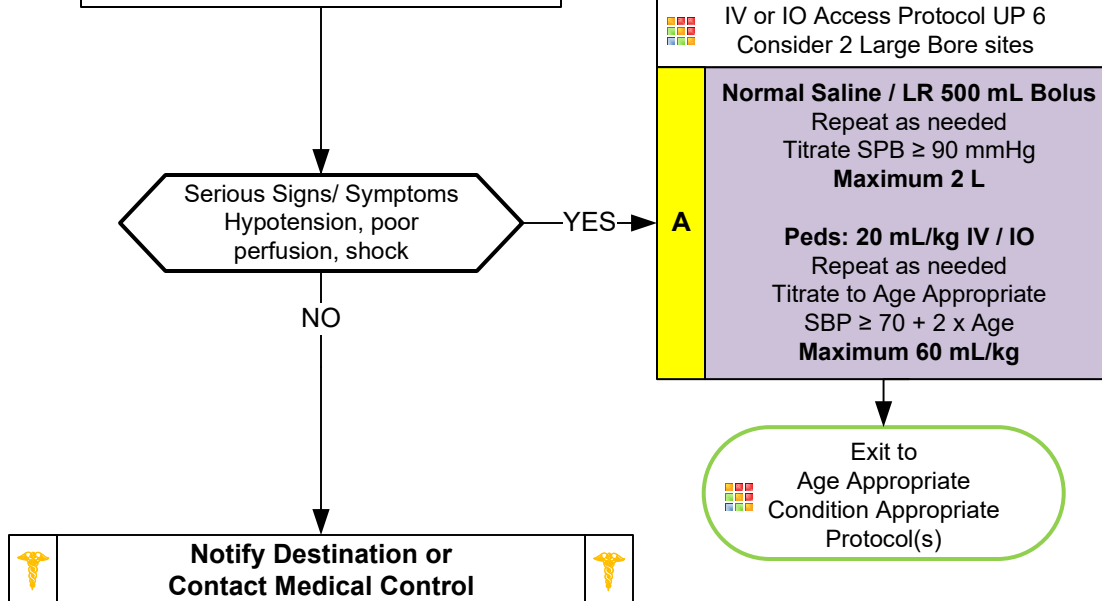 IV or IO Access Protocol UP 6
Consider 2 Large Bore sites
Normal Saline / LR 500 mL Bolus
Repeat as needed
Titrate SPB ≥ 90 mmHg
Maximum 2 L
A
Peds: 20 mL/kg IV / IO
Repeat as needed
Titrate to Age Appropriate
SBP ≥ 70 + 2 x Age
Maximum 60 mL/kg
Serious Signs/ Symptoms
Hypotension, poor
perfusion, shock
YES
NO
Exit to
Age Appropriate
Condition Appropriate
Protocol(s)
Notify Destination or
Contact Medical Control